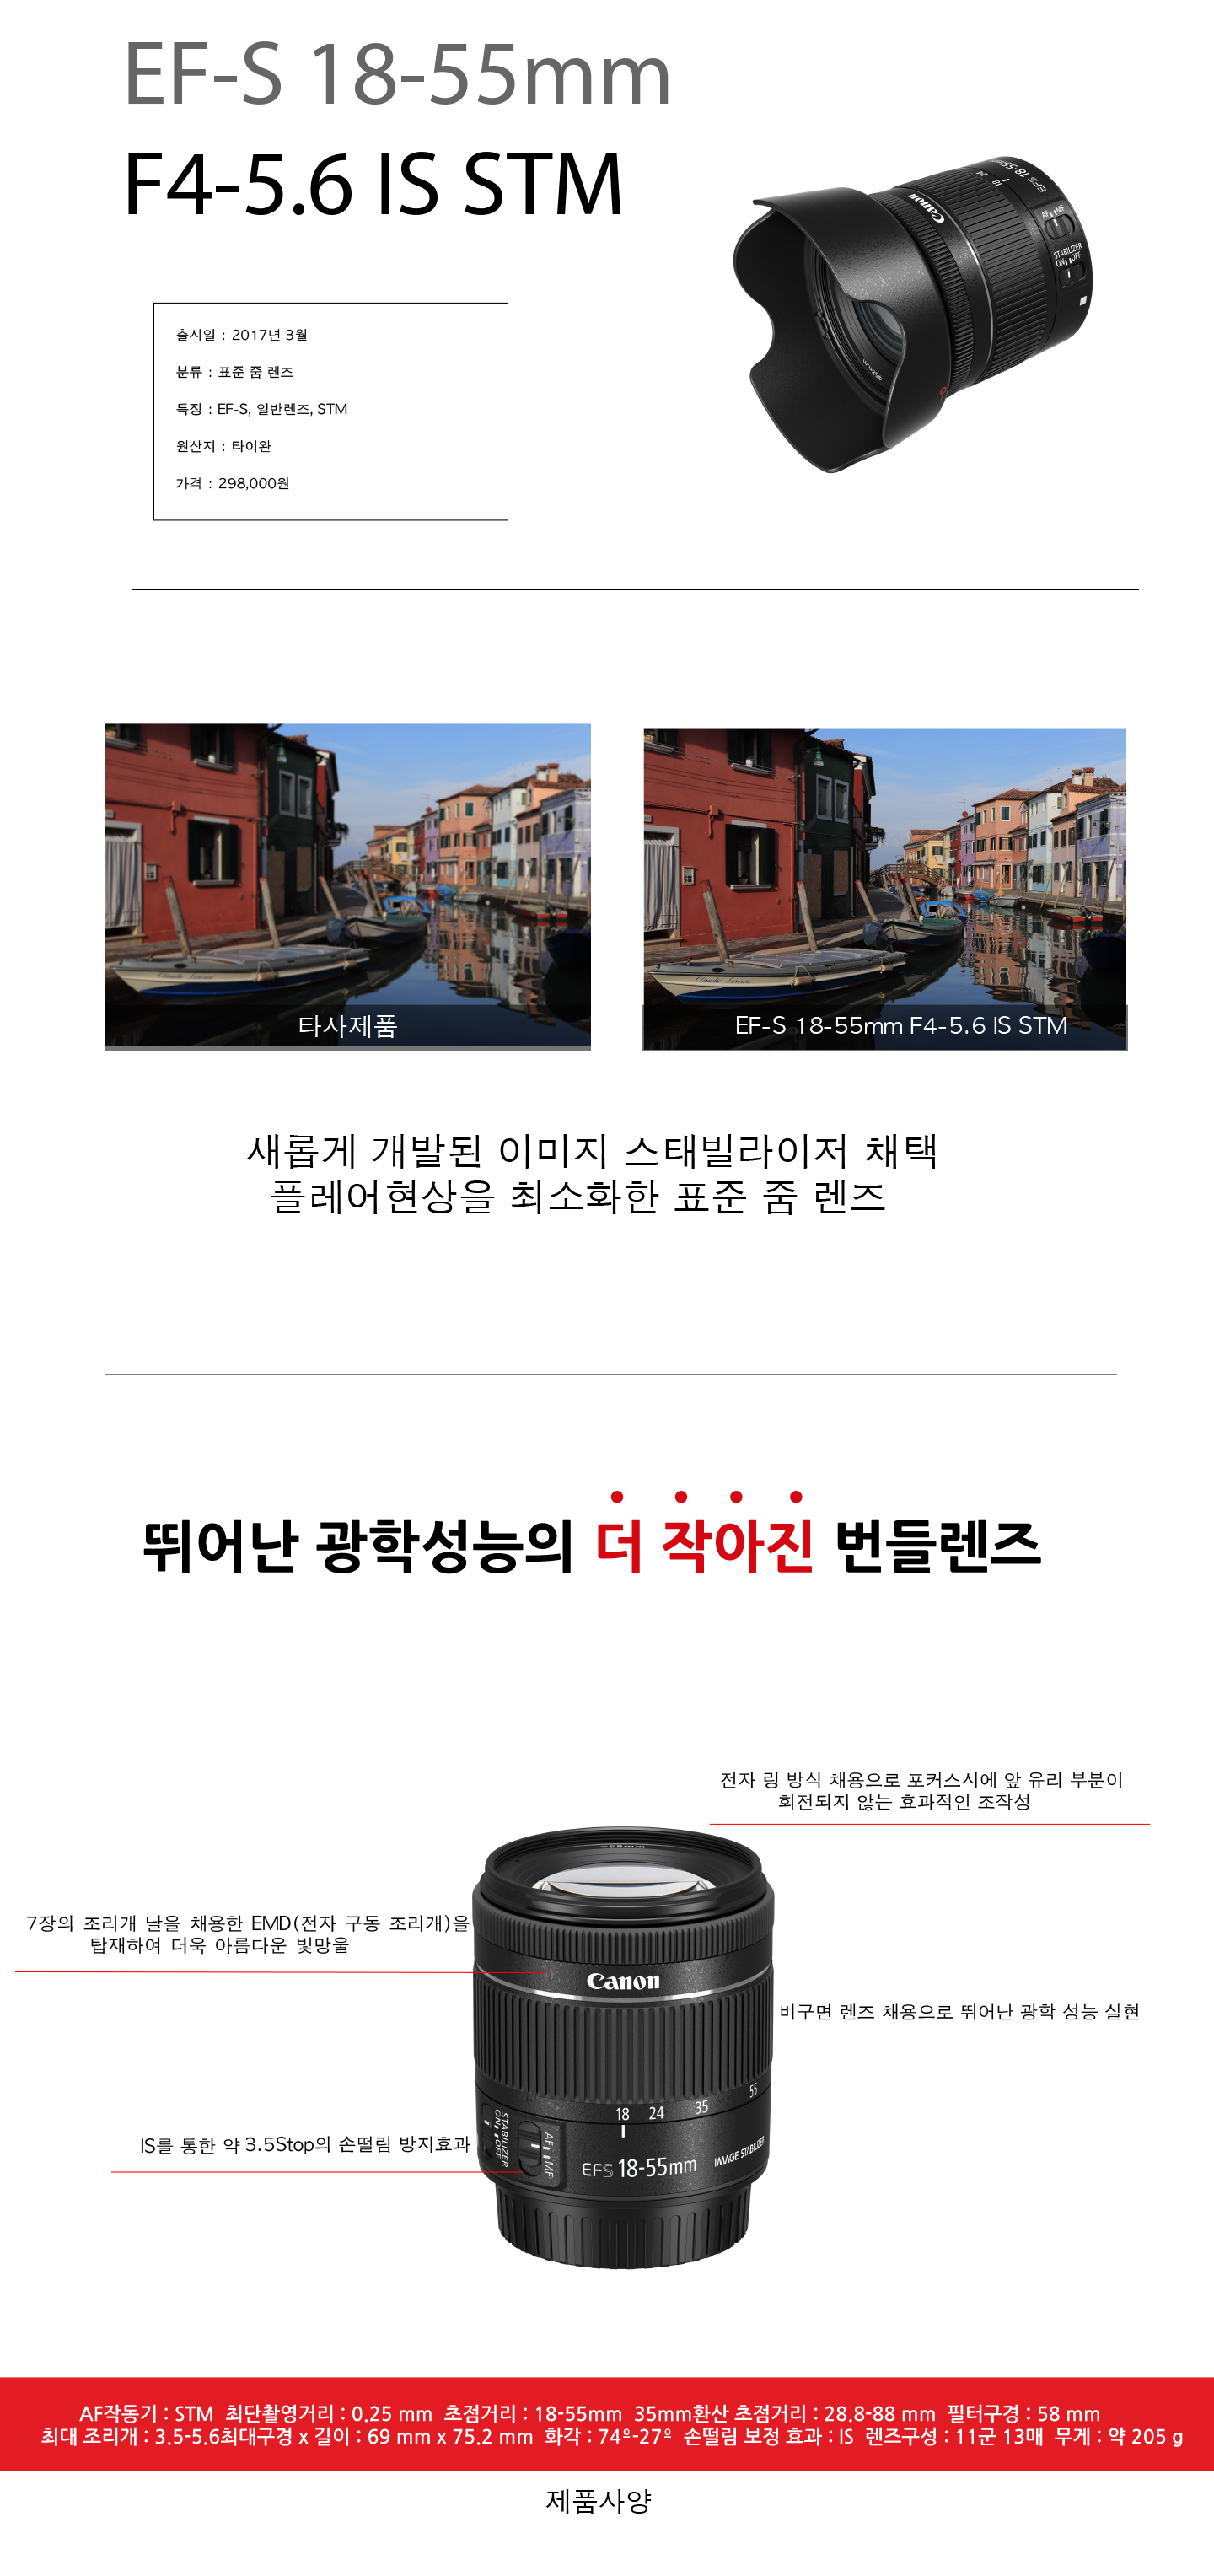 EF-S 18-55mm
F4-5.6 IS STM
출시일 : 2017년 3월
분류 : 표준 줌 렌즈
특징 : EF-S, 일반렌즈, STM
원산지 : 타이완
가격 : 298,000원
EFS 18-55mm
24
18
Canon
AF MF
STABILIZER
ON OFF
φ58mm
타사제품
EF-S 18-55mm F4-5.6 IS STM
새롭게 개발된 이미지 스태빌라이저 채택
플레어현상을 최소화한 표준 줌 렌즈
뛰어난 광학성능의 더 작아진 번들렌즈
전자 링 방식 채용으로 포커스시에 앞 유리 부분이
회전되지 않는 효과적인 조작성
φ58mm
7장의 조리개 날을 채용한 EMD(전자 구동 조리개)을
탑재하여 더욱 아름다운 빛망울
Canon
비구면 렌즈 채용으로 뛰어난 광학 성능 실현
18 24 35 55
IS를 통한 약 3.5Stop의 손떨림 방지효과
STABILIZER
ON OFF
AF MF
EFS 18-55mm
IMAGE STABILIZER
AF작동기 : STM 최단촬영거리 : 0.25 mm 초점거리 : 18-55mm 35mm환산 초점거리 : 28.8-88 mm 필터구경 : 58 mm
최대 조리개 : 3.5-5.6최대구경 x 길이 : 69 mm x 75.2 mm 화각 : 74º-27º 손떨림 보정 효과 : IS 렌즈구성 : 11군 13매 무게 : 약 205 g
제품사양